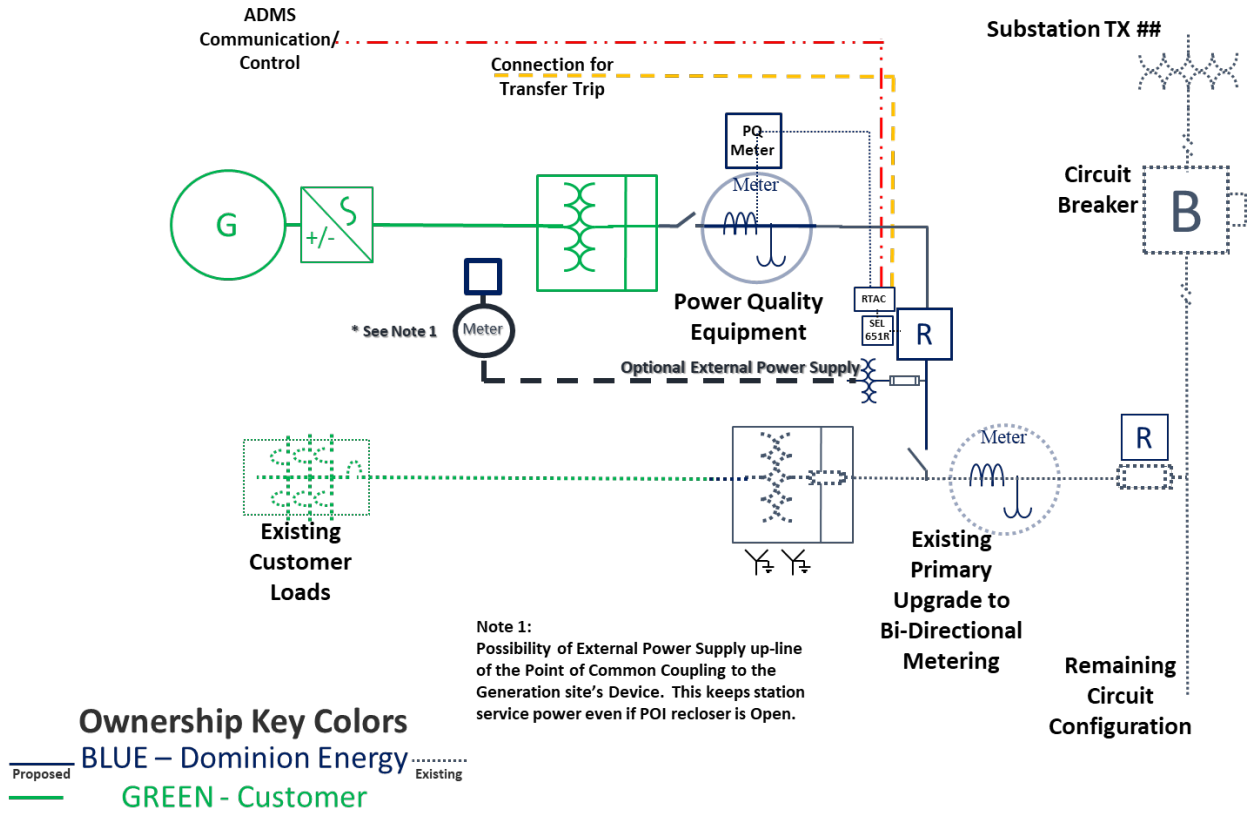 ADMS
Communication/
Control
Connection for
Transfer Trip
Substation TX ##
PQ
Meter
Meter
Circuit
Breaker
B
G
+/-
Power Quality
Equipment
RTAC
SEL
651R
R
* See Note 1
Meter
Optional External Power Supply
Meter
R
Existing
Customer
Loads
Existing
Primary
Upgrade to
Bi-Directional
Metering
Remaining
Circuit
Configuration
Note 1:
Possibility of External Power Supply up-line
of the Point of Common Coupling to the
Generation site's Device.  This keeps station
service power even if POI recloser is Open.
Ownership Key Colors
Proposed BLUE – Dominion Energy Existing
GREEN - Customer